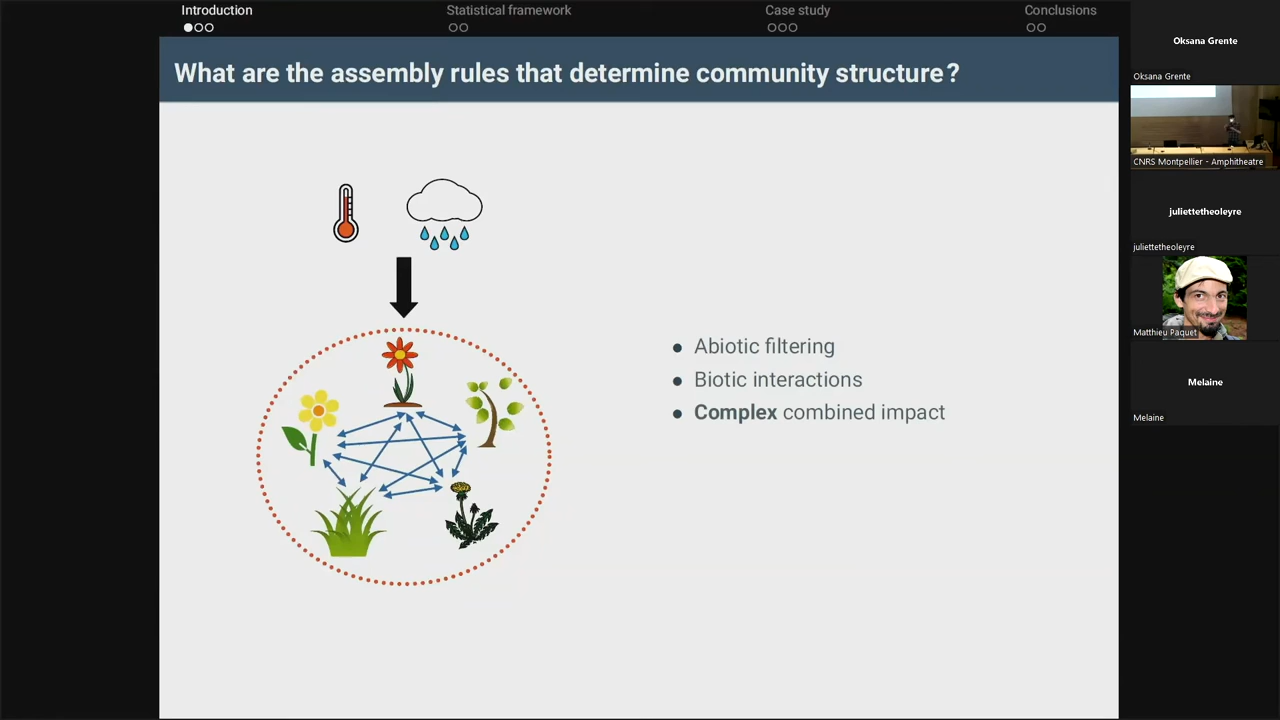 Introduction
Statistical framework
Case study
Conclusions
What are the assembly rules that determine community structure ?
Abiotic filtering
Biotic interactions
Complex combined impact
Oksana Grente
Oksana Grente
CNRS Montpellier - Amphitheatre
juliettetheoleyre
juliettetheoleyre
Matthieu Paquet
Melaine
Melaine